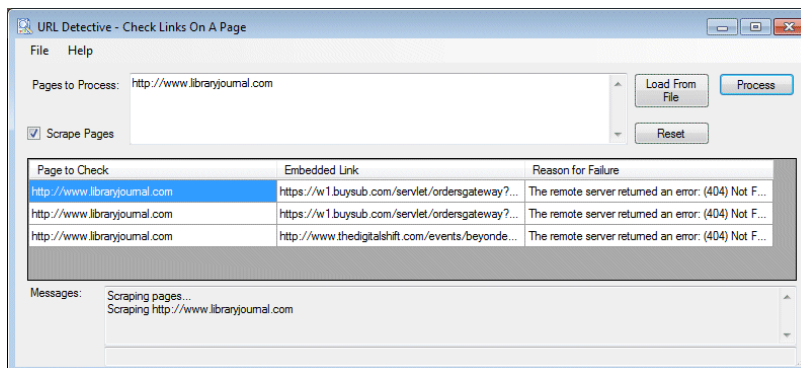 URL Detective - Check Links On A Page
File Help
Pages to Process: http://www.libraryjournal.com
Load From
File
Process
Scrape Pages
Reset
Page to Check Embedded Link Reason for Failure
http://www.libraryjournal.com https://w1.buysub.com/servlet/ordersgateway?... The remote server returned an error: (404) Not F...
http://www.libraryjournal.com https://w1.buysub.com/servlet/ordersgateway?... The remote server returned an error: (404) Not F...
http://www.libraryjournal.com http://www.thedigitalshift.com/events/beyonde... The remote server returned an error: (404) Not F...
Messages: Scraping pages...
Scraping http://www.libraryjournal.com